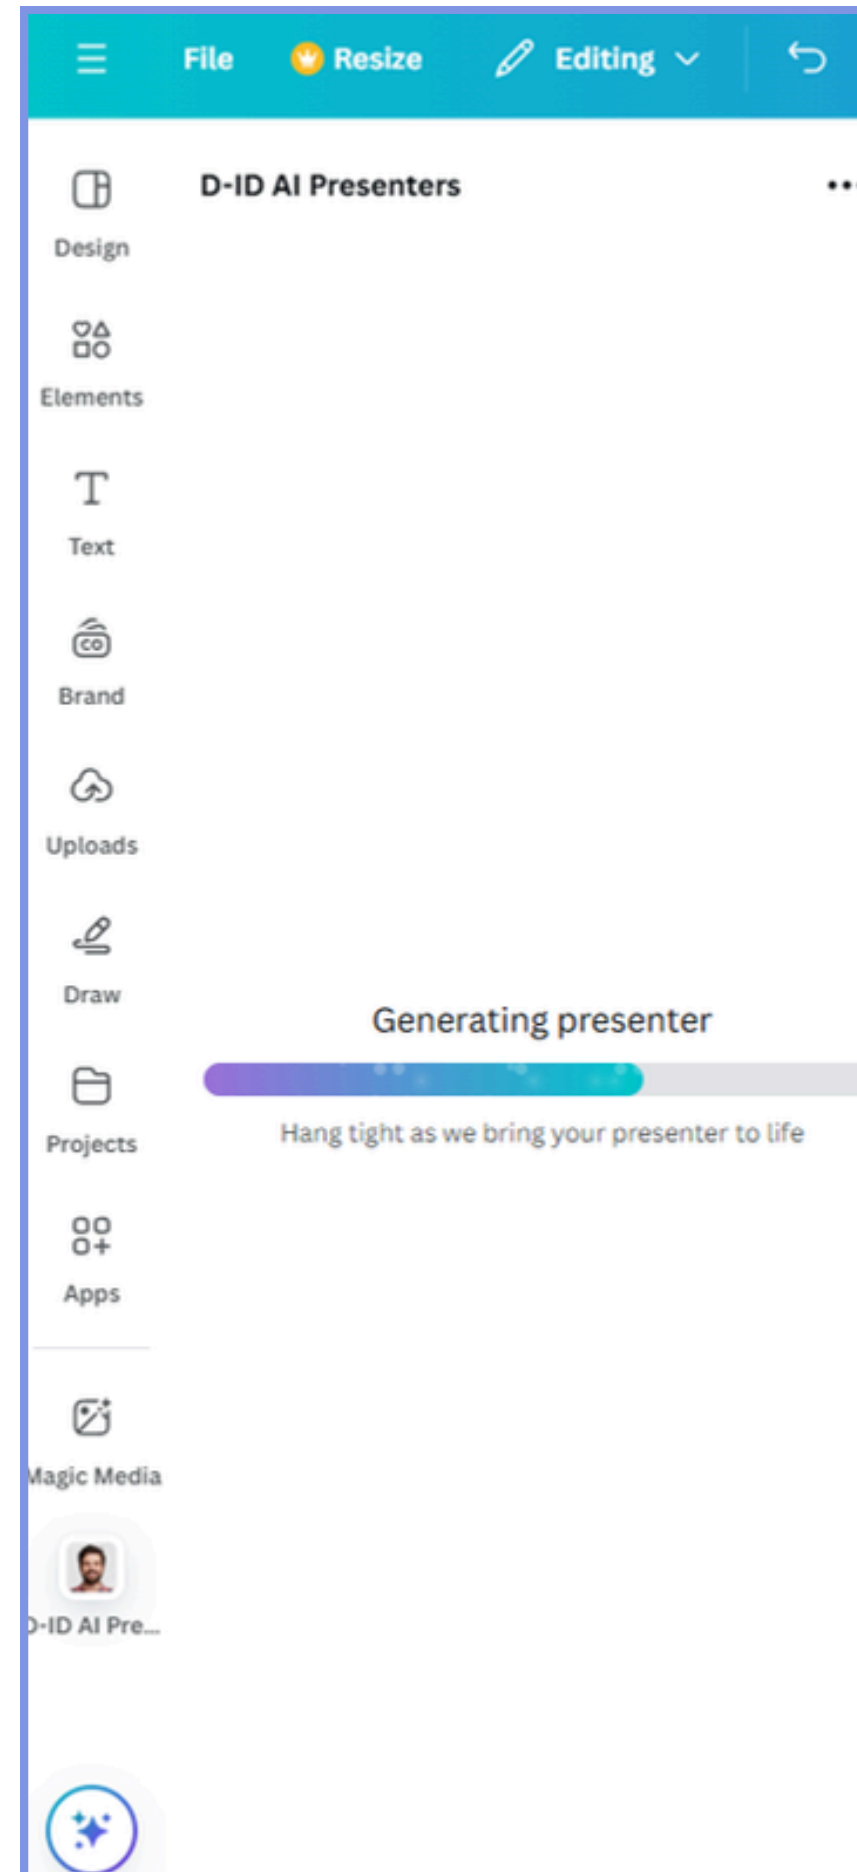 File Resize Editing
D-ID AI Presenters
Design
Elements
Text
CO
Brand
Uploads
Draw
Generating presenter
Hang tight as we bring your presenter to life
Projects
Apps
Magic Media
D-ID AI Pre...